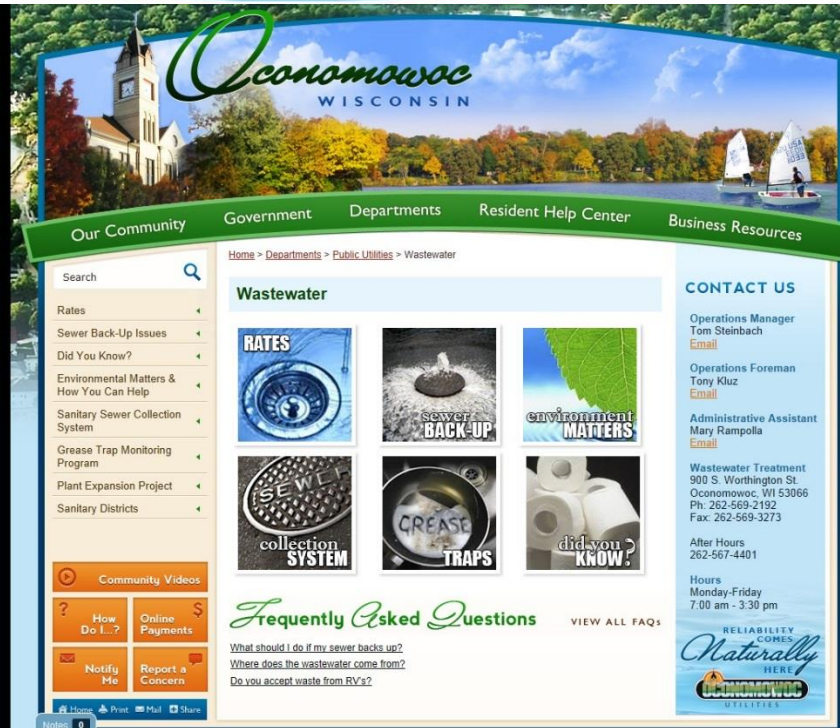 Oconomowoc
WISCONSIN
Our Community
Government
Departments
Resident Help Center
Business Resources
Search
Rates
Sewer Back-Up Issues
Did You Know?
Environmental Matters &
How You Can Help
Sanitary Sewer Collection
System
Grease Trap Monitoring
Program
Plant Expansion Project
Sanitary Districts
Community Videos
?
How
Do I...?
$
Online
Payments
Notify
Me
Report a
Concern
Home Print Mail Share
Notes 0
Home > Departments > Public Utilities > Wastewater
Wastewater
RATES
sewer
BACK-UP
environment
MATTERS
SEWER
collection
SYSTEM
GREASE
TRAPS
did you
KNOW?
Frequently Asked Questions
VIEW ALL FAQs
What should I do if my sewer backs up?
Where does the wastewater come from?
Do you accept waste from RV's?
CONTACT US
Operations Manager
Tom Steinbach
Email
Operations Foreman
Tony Kluz
Email
Administrative Assistant
Mary Rampolla
Email
Wastewater Treatment
900 S. Worthington St.
Oconomowoc, WI 53066
Ph: 262-569-2192
Fax: 262-569-3273
After Hours
262-567-4401
Hours
Monday-Friday
7:00 am - 3:30 pm
RELIABILITY
COMES
Naturally
HERE
OCONOMOWOC
UTILITIES